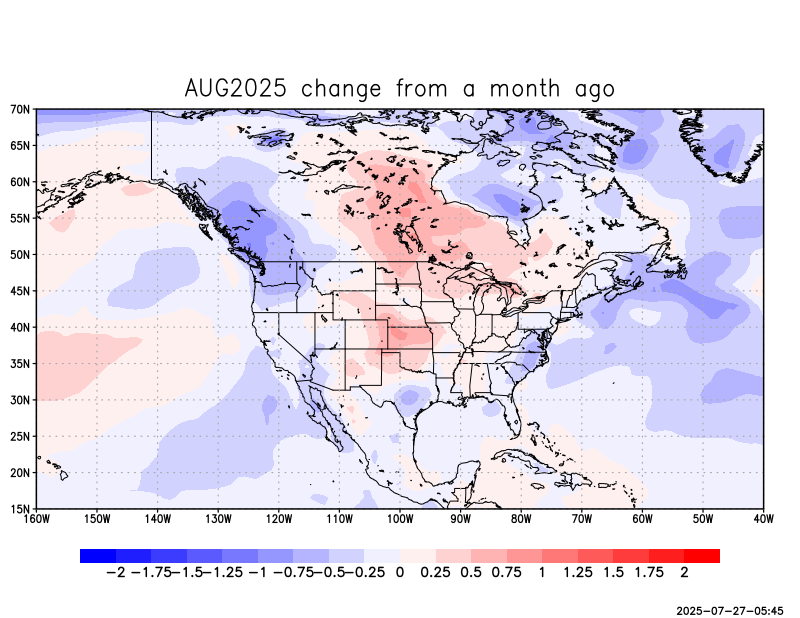 AUG2025 change from a month ago
70N
65N
60N
55N
50N
45N
40N
35N
30N
25N
20N
15N
160W 150W 140W 130W 120W 110W 100W 90W 80W 70W 60W 50W 40W
−2 −1.75 −1.5 −1.25 −1 −0.75 −0.5 −0.25 0 0.25 0.5 0.75 1 1.25 1.5 1.75 2
2025-07-27-05:45